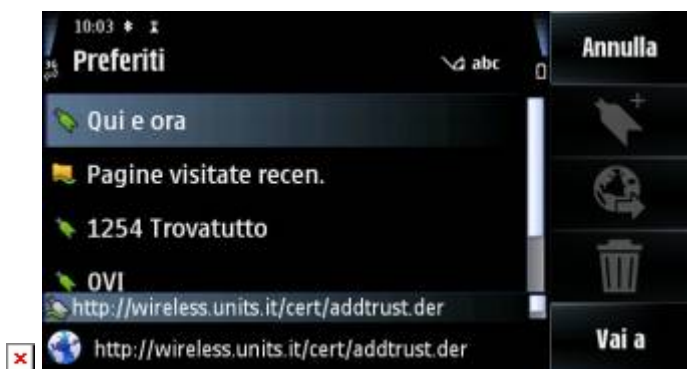 10:03
Preferiti
abc
Annulla
Qui e ora
Pagine visitate recen.
1254 Trovatutto
OVI
http://wireless.units.it/cert/addtrust.der
http://wireless.units.it/cert/addtrust.der
Vai a